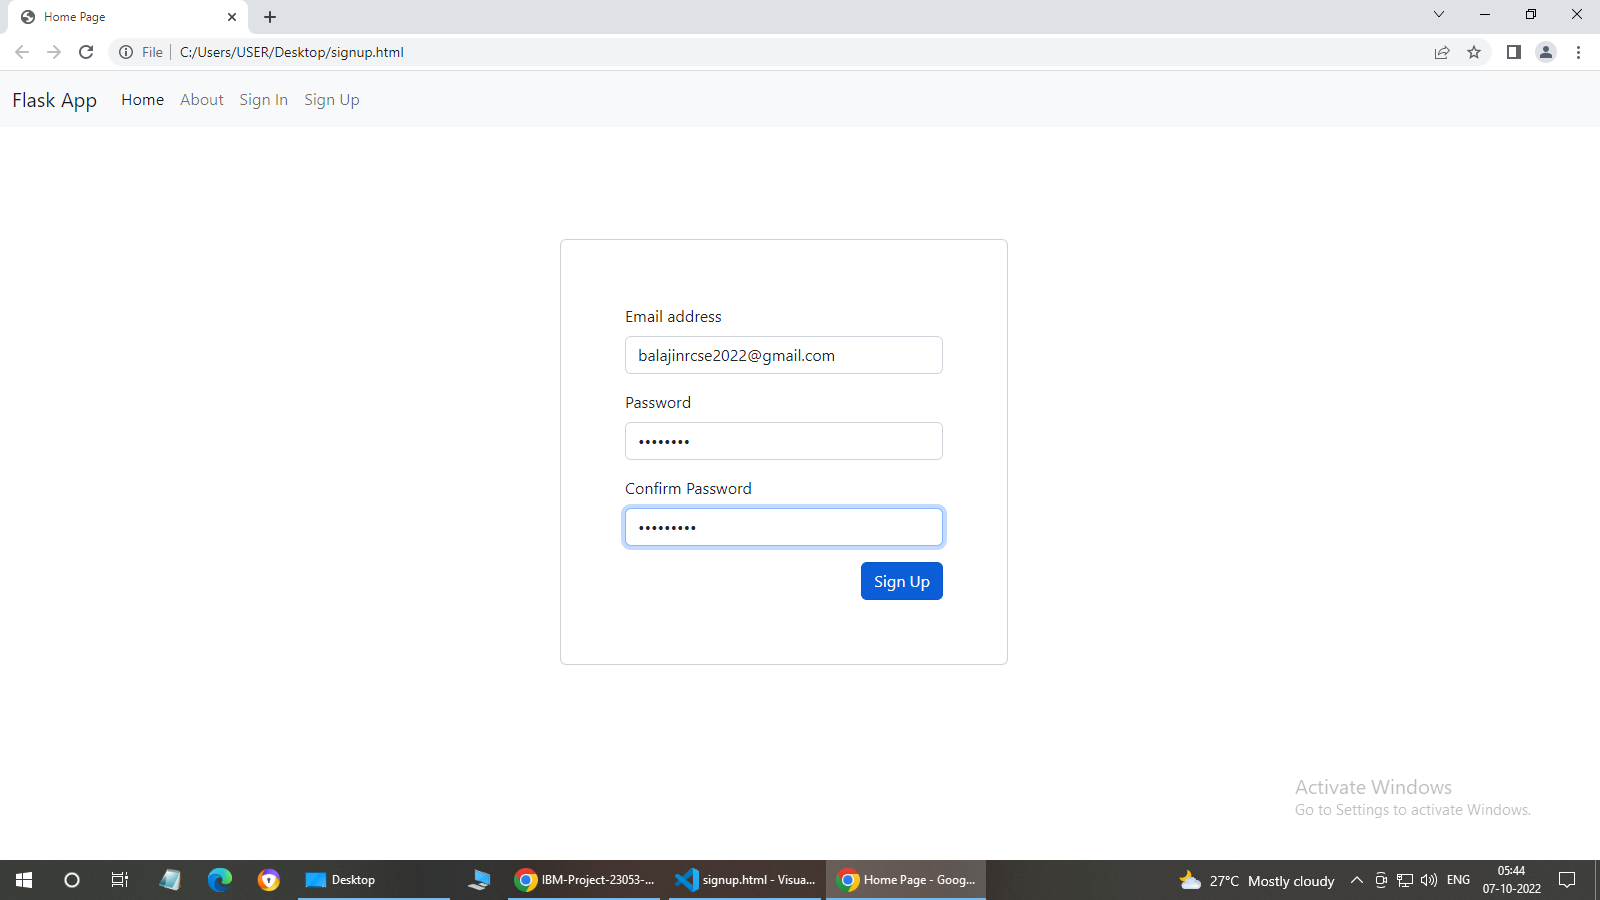 Home Page
File C:/Users/USER/Desktop/signup.html
Flask App Home About Sign In Sign Up
Email address
balajinrcse2022@gmail.com
Password
••••••••
Confirm Password
•••••••••
Sign Up
Activate Windows
Go to Settings to activate Windows.
Desktop IBM-Project-23053-... signup.html - Visua... Home Page - Goog... 27°C Mostly cloudy ENG 05:44
07-10-2022